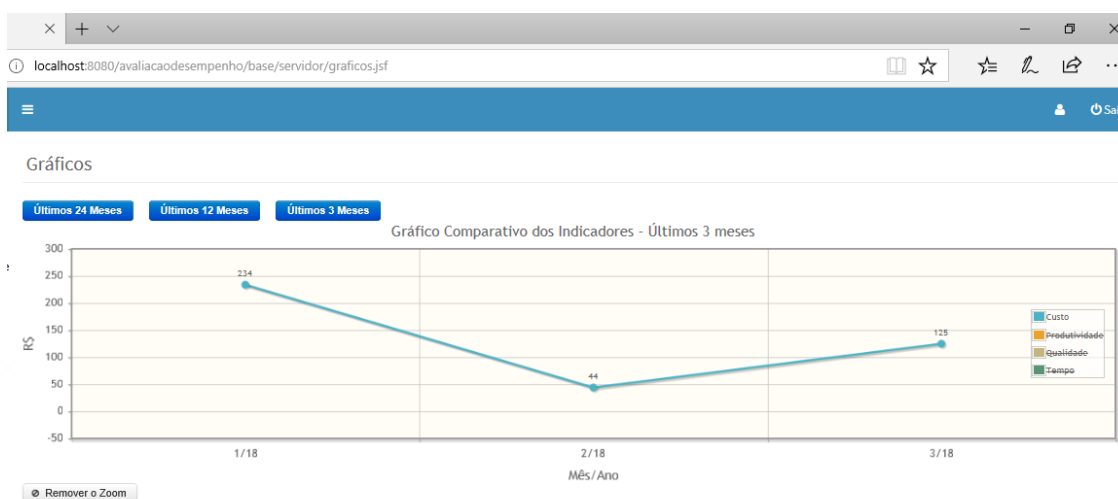 localhost:8080/avaliacaodesempenho/base/servidor/graficos.jsf
Gráficos
Últimos 24 Meses Últimos 12 Meses Últimos 3 Meses
Gráfico Comparativo dos Indicadores - Últimos 3 meses
300
250
200
150
100
50
0
-50
R$
234
44
125
Custo
Produtividade
Qualidade
Tempo
1/18 2/18 3/18
Mês/Ano
Remover o Zoom